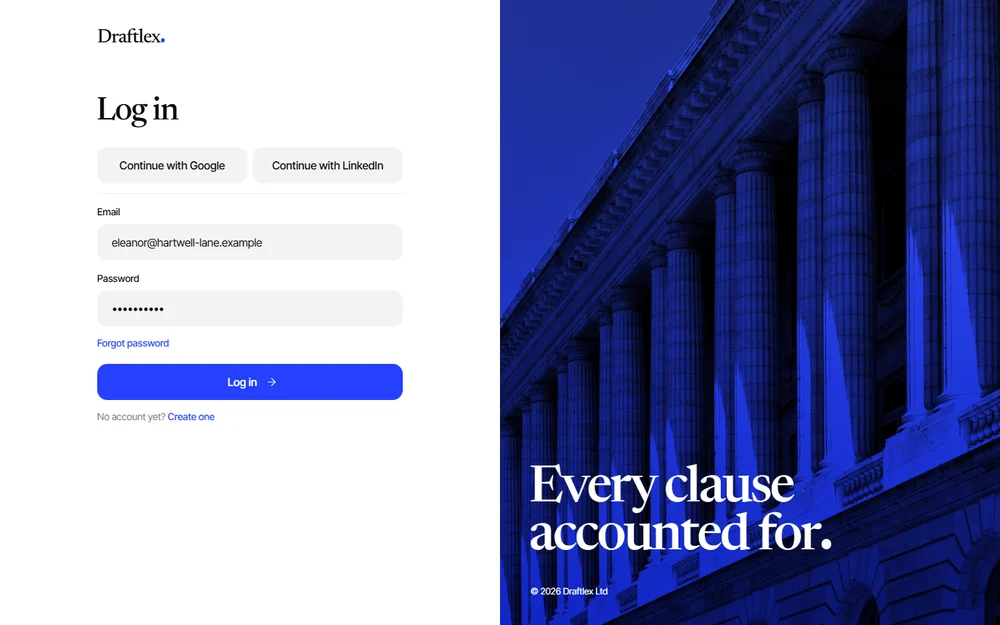 Draftlex.
Log in
Continue with Google
Continue with LinkedIn
Email
eleanor@hartwell-lane.example
Password
••••••••••
Forgot password
Log in →
No account yet? Create one
Every clause
accounted for.
© 2026 Draftlex Ltd